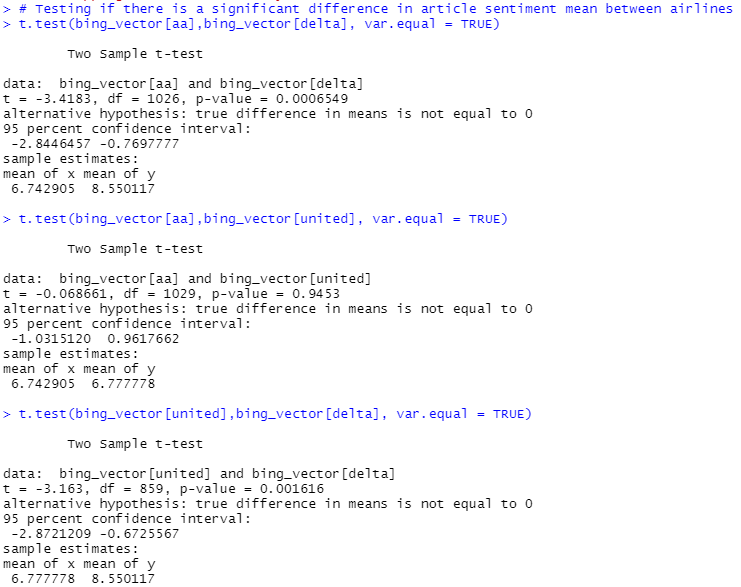 > # Testing if there is a significant difference in article sentiment mean between airlines
> t.test(bing_vector[aa],bing_vector[delta], var.equal = TRUE)
Two Sample t-test
data:  bing_vector[aa] and bing_vector[delta]
t = -3.4183, df = 1026, p-value = 0.0006549
alternative hypothesis: true difference in means is not equal to 0
95 percent confidence interval:
-2.8446457 -0.7697777
sample estimates:
mean of x mean of y
6.742905  8.550117
> t.test(bing_vector[aa],bing_vector[united], var.equal = TRUE)
Two Sample t-test
data:  bing_vector[aa] and bing_vector[united]
t = -0.068661, df = 1029, p-value = 0.9453
alternative hypothesis: true difference in means is not equal to 0
95 percent confidence interval:
-1.0315120  0.9617662
sample estimates:
mean of x mean of y
6.742905  6.777778
> t.test(bing_vector[united],bing_vector[delta], var.equal = TRUE)
Two Sample t-test
data:  bing_vector[united] and bing_vector[delta]
t = -3.163, df = 859, p-value = 0.001616
alternative hypothesis: true difference in means is not equal to 0
95 percent confidence interval:
-2.8721209 -0.6725567
sample estimates:
mean of x mean of y
6.777778  8.550117